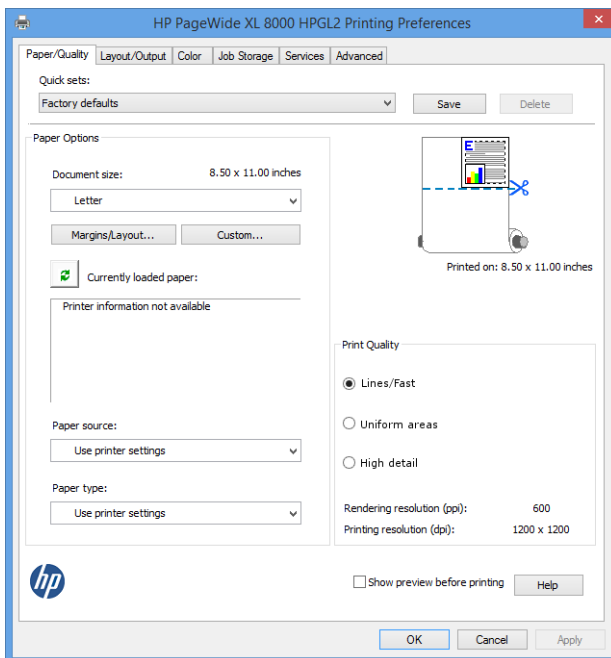 HP PageWide XL 8000 HPGL2 Printing Preferences
Paper/Quality Layout/Output Color Job Storage Services Advanced
Quick sets:
Factory defaults Save Delete
Paper Options
Document size: 8.50 x 11.00 inches
Letter
Margins/Layout... Custom...
Currently loaded paper:
Printer information not available
Paper source:
Use printer settings
Paper type:
Use printer settings
E
Printed on: 8.50 x 11.00 inches
Print Quality
Lines/Fast
Uniform areas
High detail
Rendering resolution (ppi): 600
Printing resolution (dpi): 1200 x 1200
hp
Show preview before printing Help
OK Cancel Apply